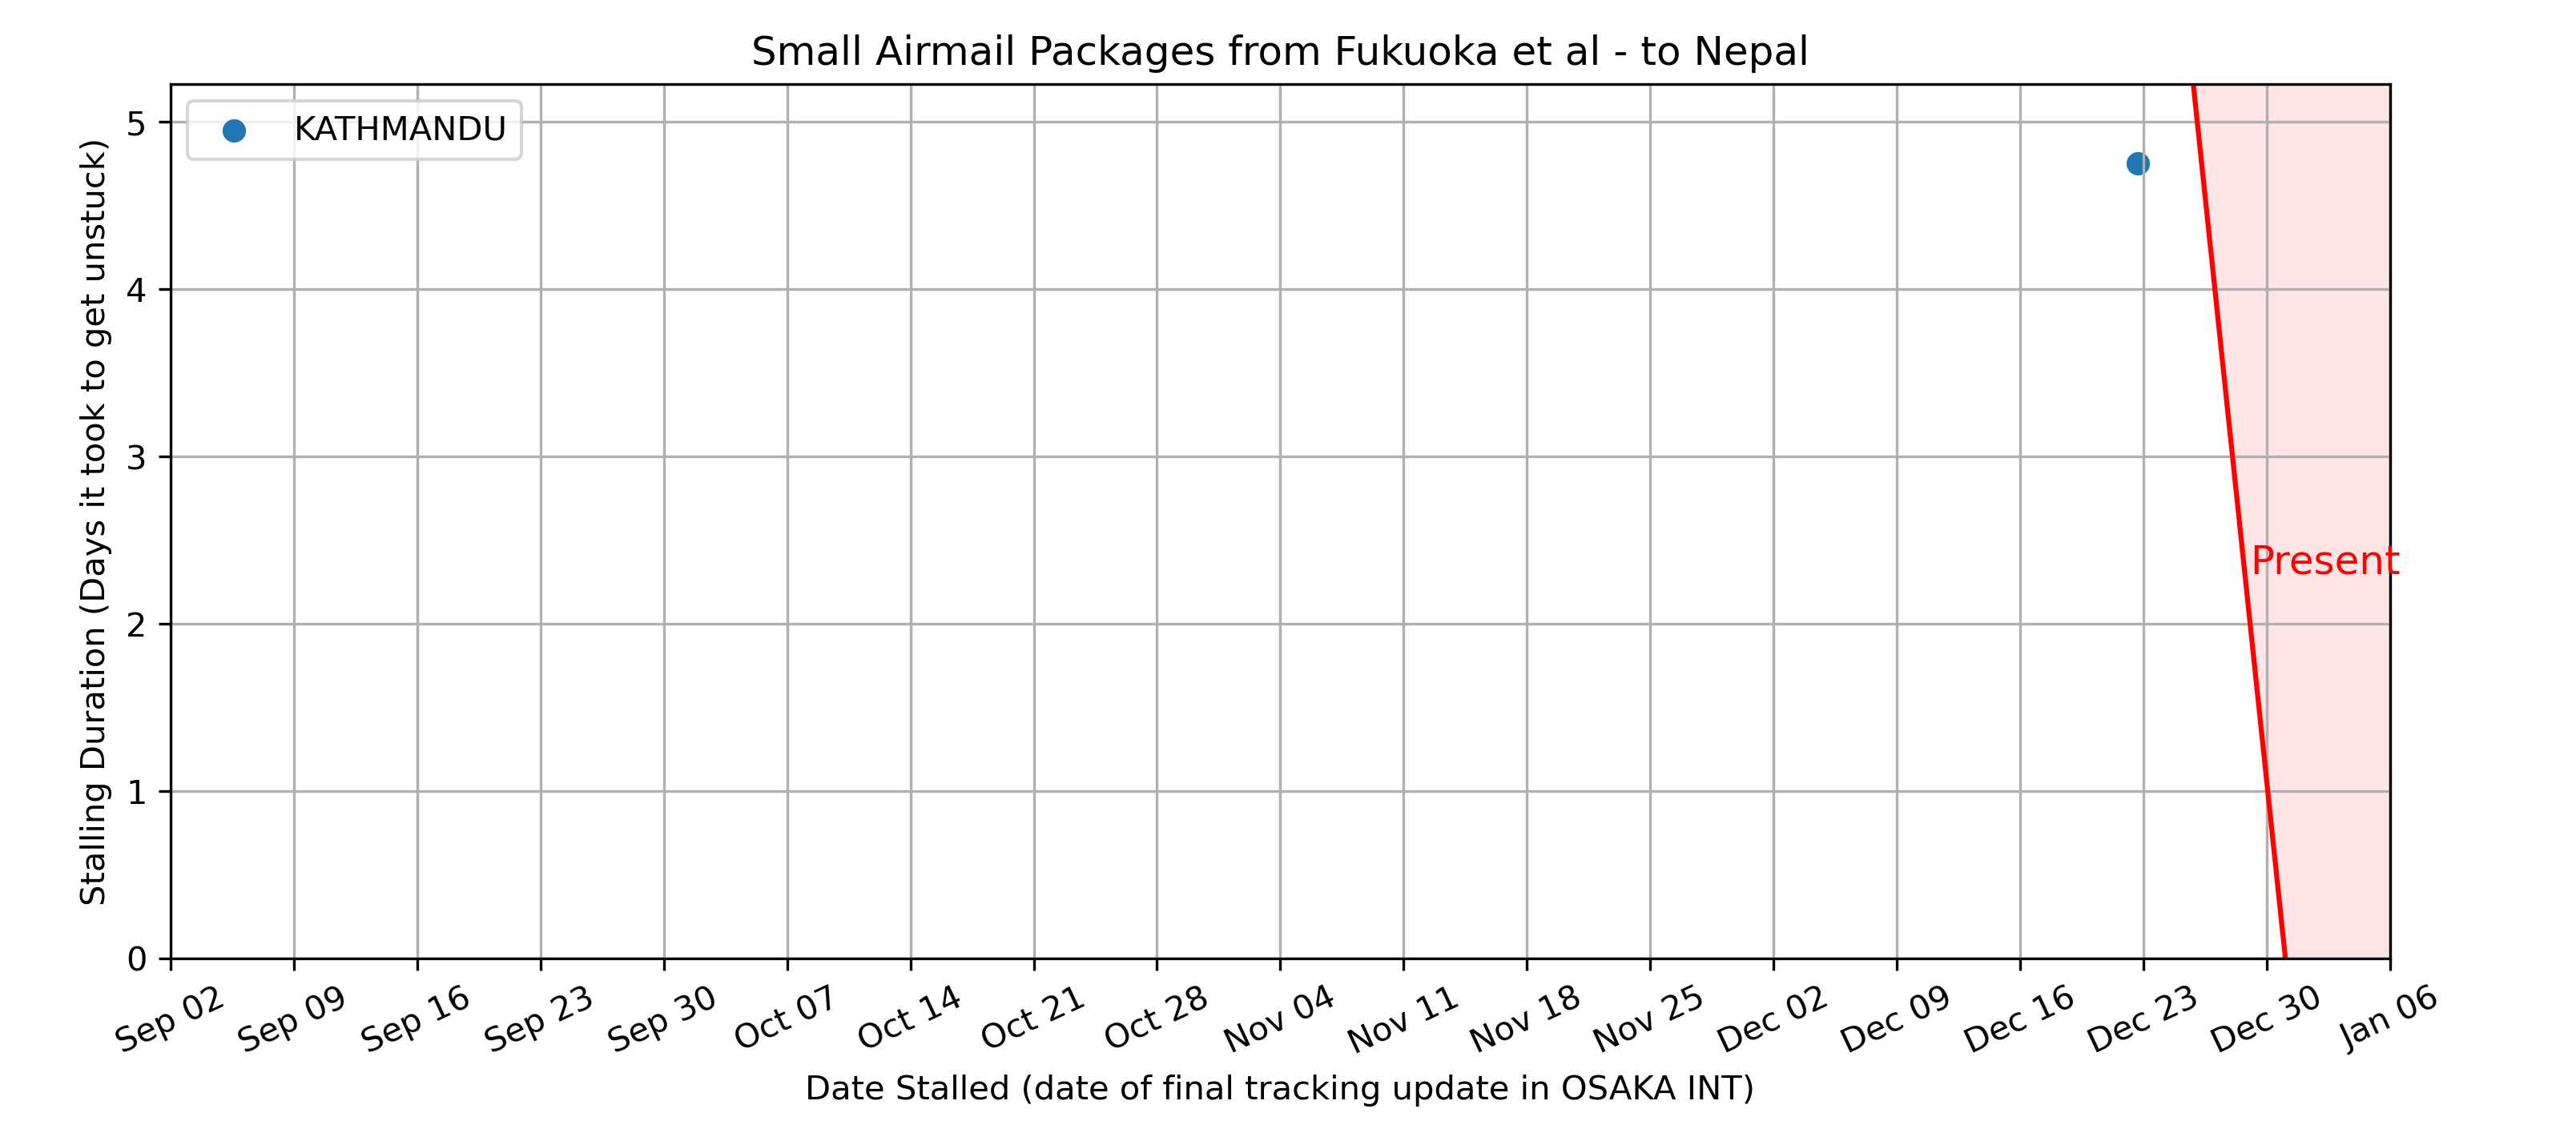 Small Airmail Packages from Fukuoka et al - to Nepal
KATHMANDU
Stalling Duration (Days it took to get unstuck)
5
4
3
2
1
0
Present
Sep 02
Sep 09
Sep 16
Sep 23
Sep 30
Oct 07
Oct 14
Oct 21
Oct 28
Nov 04
Nov 11
Nov 18
Nov 25
Dec 02
Dec 09
Dec 16
Dec 23
Dec 30
Jan 06
Date Stalled (date of final tracking update in OSAKA INT)